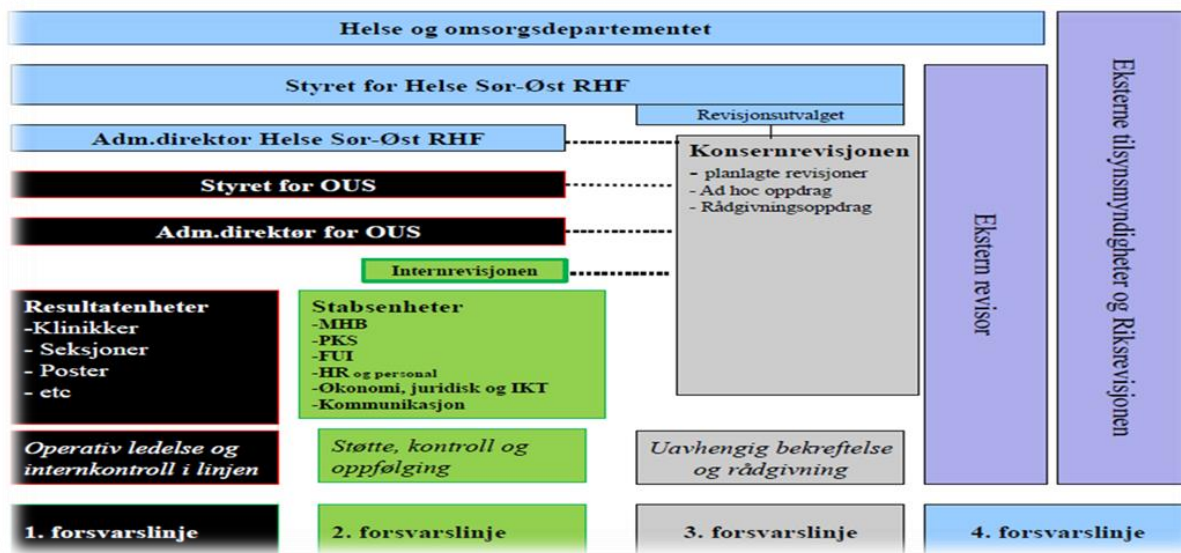 Helse og omsorgsdepartementet
Styret for Helse Sør-Øst RHF
Revisjonsutvalget
Adm.direktør Helse Sør-Øst RHF
Styret for OUS
Adm.direktør for OUS
Internrevisjonen
Konsernrevisjonen
- planlagte revisjoner
- Ad hoc oppdrag
- Rådgivningsoppdrag
Resultatenheter
-Klinikker
- Seksjoner
- Poster
- etc
Stabsenheter
-MHB
-PKS
-FUI
-HR og personal
-Økonomi, juridisk og IKT
-Kommunikasjon
Ekstern revisor
Eksterne tilsynsmyndigheter og Riksrevisjonen
Operativ ledelse og
internkontroll i linjen
Støtte, kontroll og
oppfølging
Uavhengig bekreftelse
og rådgivning
1. forsvarslinje
2. forsvarslinje
3. forsvarslinje
4. forsvarslinje